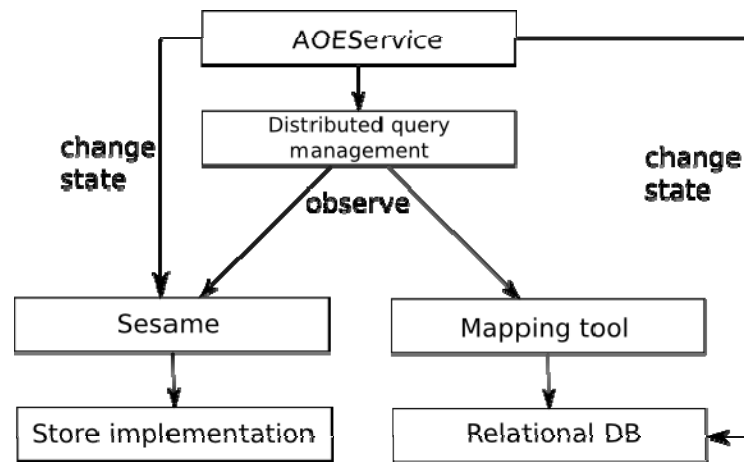 AOEService
Distributed query
management
change
state
observe
change
state
Sesame
Mapping tool
Store implementation
Relational DB